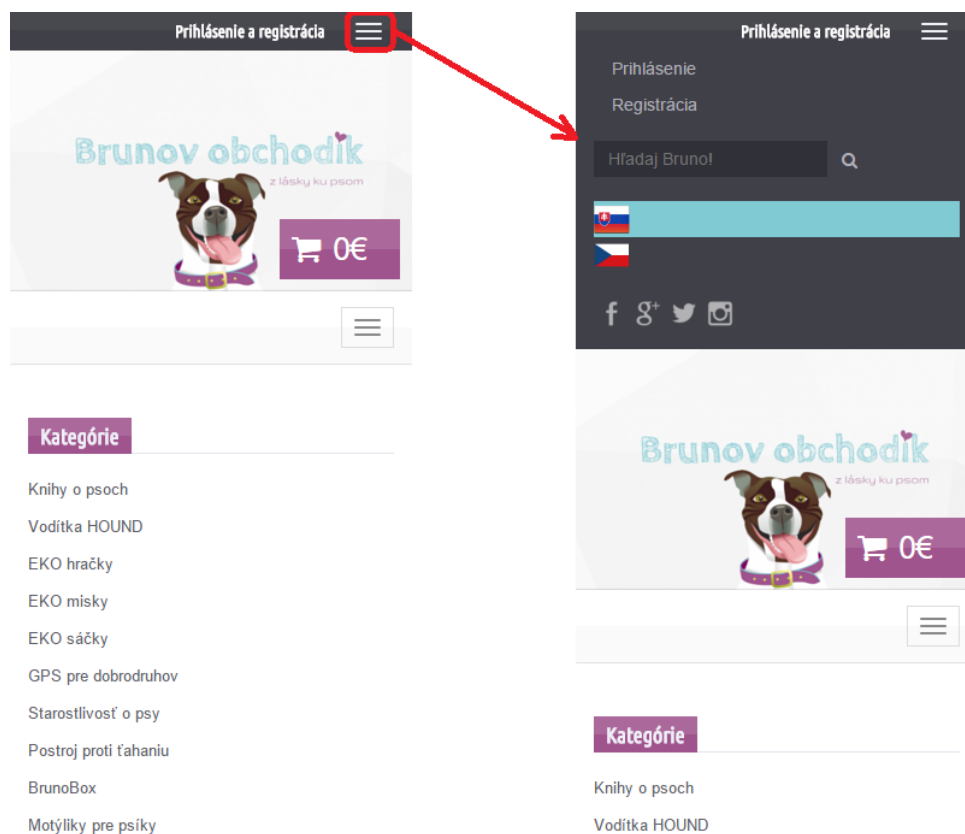 Prihlásenie a registrácia
Brunov obchodík
z lásky ku psom
0€
Kategórie
Knihy o psoch
Vodítka HOUND
EKO hračky
EKO misky
EKO sáčky
GPS pre dobrodruhov
Starostlivosť o psy
Postroj proti ťahaniu
BrunoBox
Motýliky pre psíky
Prihlásenie a registrácia
Prihlásenie
Registrácia
Hľadaj Bruno!
Brunov obchodík
z lásky ku psom
0€
Kategórie
Knihy o psoch
Vodítka HOUND